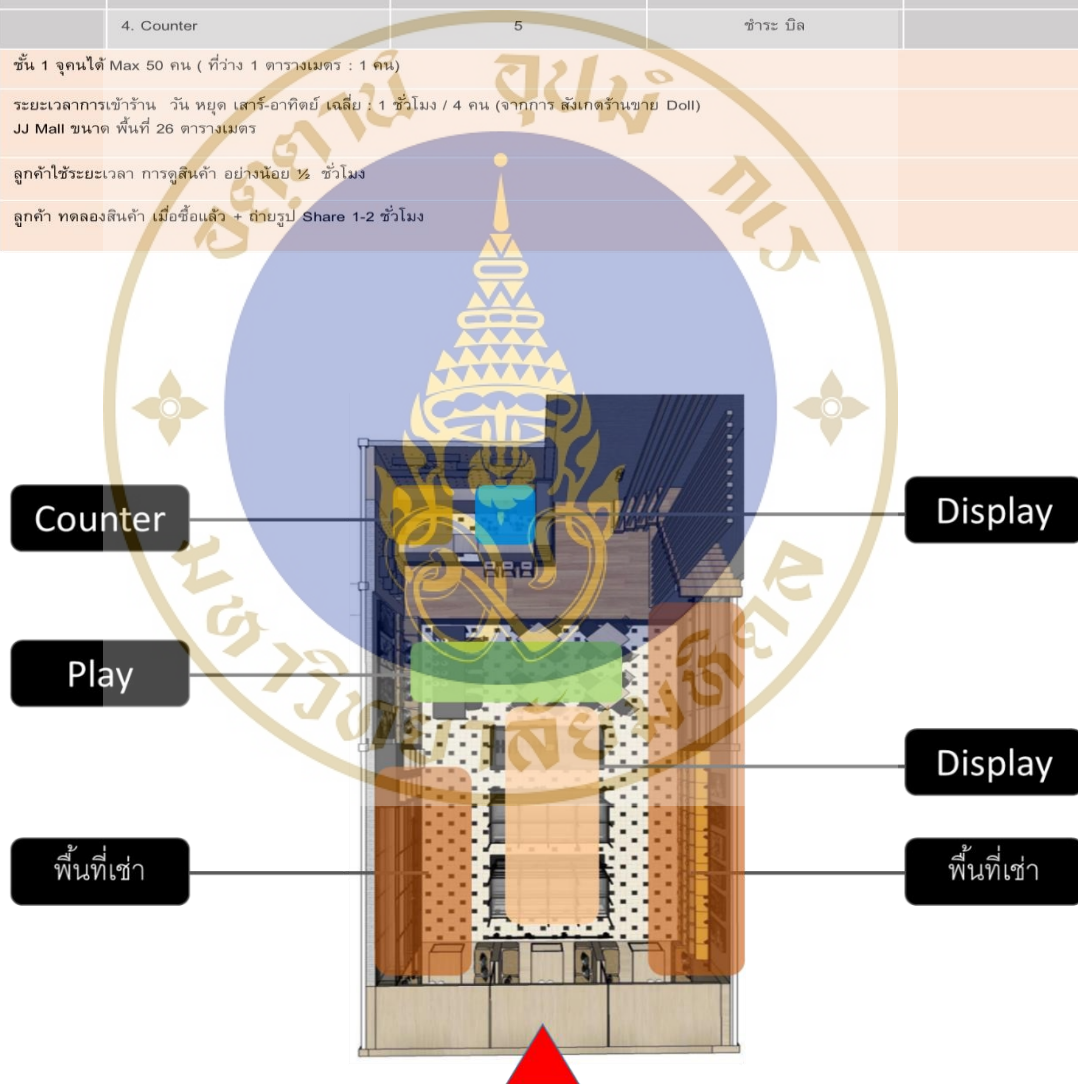 4. Counter 5 ชำระ บิล
ชั้น 1 จุคนได้ Max 50 คน ( ที่ว่าง 1 ตารางเมตร : 1 คน)
ระยะเวลาการเข้าร้าน วัน หยุด เสาร์-อาทิตย์ เฉลี่ย : 1 ชั่วโมง / 4 คน (จากการ สังเกตร้านขาย Doll)
JJ Mall ขนาด พื้นที่ 26 ตารางเมตร
ลูกค้าใช้ระยะเวลา การดูสินค้า อย่างน้อย ½ ชั่วโมง
ลูกค้า ทดลองสินค้า เมื่อซื้อแล้ว + ถ่ายรูป Share 1-2 ชั่วโมง
อตฺตานํ อุปมํ กเร
Counter
Display
Play
Display
พื้นที่เช่า
พื้นที่เช่า
มหาวิทยาลัยมหิดล